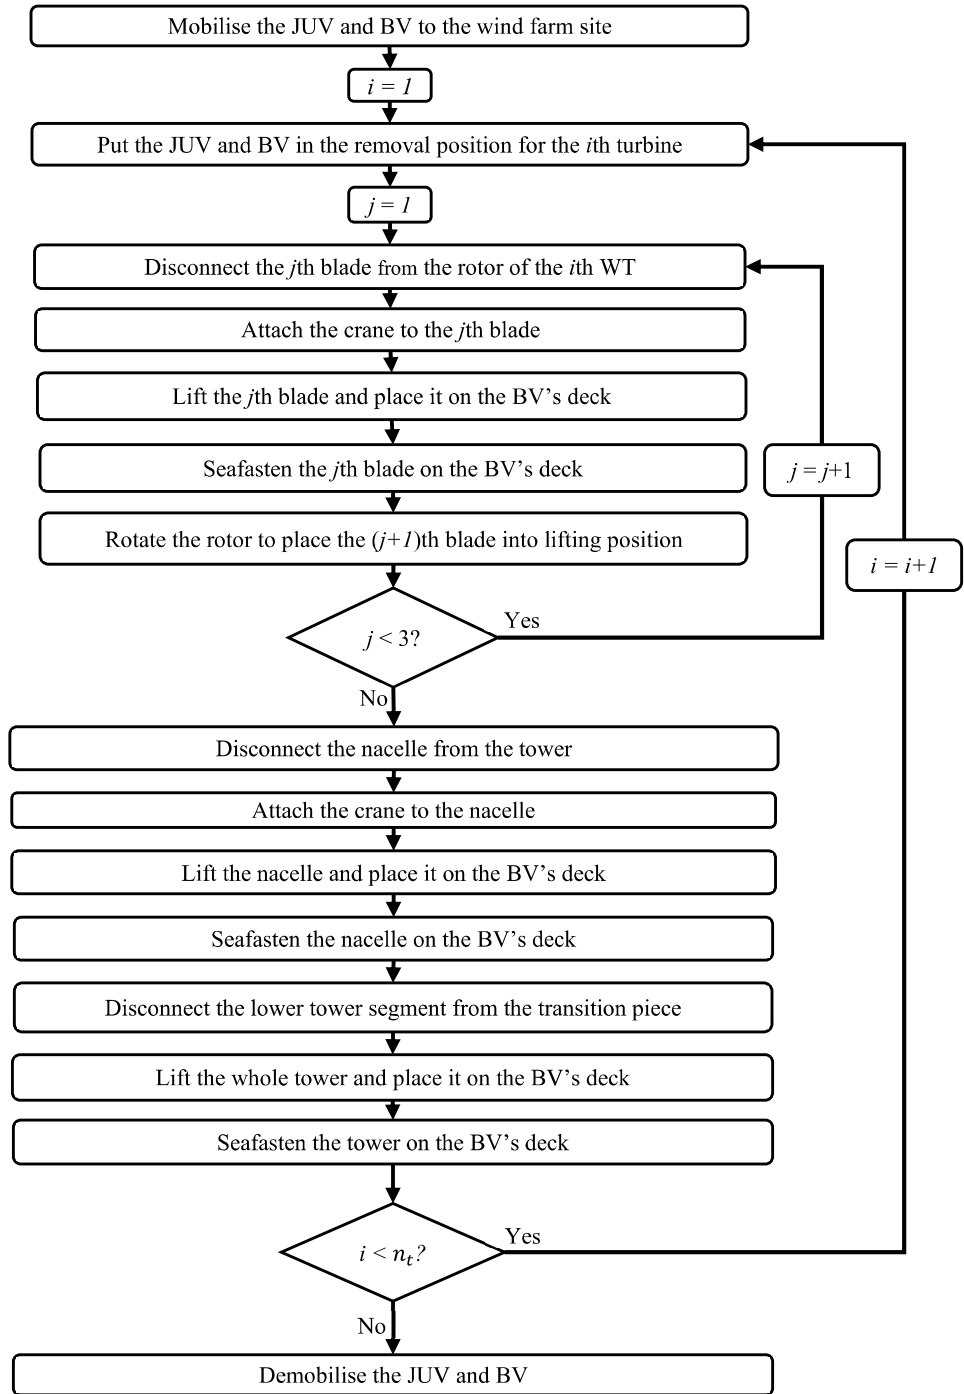 Mobilise the JUV and BV to the wind farm site
i = 1
Put the JUV and BV in the removal position for the ith turbine
j = 1
Disconnect the jth blade from the rotor of the ith WT
Attach the crane to the jth blade
Lift the jth blade and place it on the BV’s deck
Seafasten the jth blade on the BV’s deck
j = j+1
Rotate the rotor to place the (j+1)th blade into lifting position
i = i+1
j < 3?
Yes
No
Disconnect the nacelle from the tower
Attach the crane to the nacelle
Lift the nacelle and place it on the BV’s deck
Seafasten the nacelle on the BV’s deck
Disconnect the lower tower segment from the transition piece
Lift the whole tower and place it on the BV’s deck
Seafasten the tower on the BV’s deck
i < nₜ?
Yes
No
Demobilise the JUV and BV